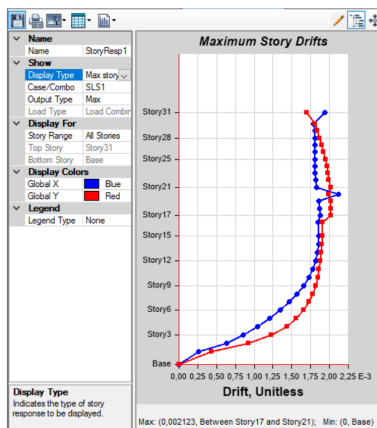 Maximum Story Drifts
Name
Name StoryResp1
Show
Display Type Max story
Case/Combo SLS1
Output Type Max
Load Type Load Combin
Display For
Story Range All Stories
Top Story Story31
Bottom Story Base
Display Colors
Global X Blue
Global Y Red
Legend
Legend Type None
Story31
Story28
Story25
Story21
Story17
Story15
Story12
Story9
Story6
Story3
Base
0,00 0,25 0,50 0,75 1,00 1,25 1,50 1,75 2,00 2,25 E-3
Drift, Unitless
Display Type
Indicates the type of story
response to be displayed.
Max: (0,002123, Between Story17 and Story21); Min: (0, Base)